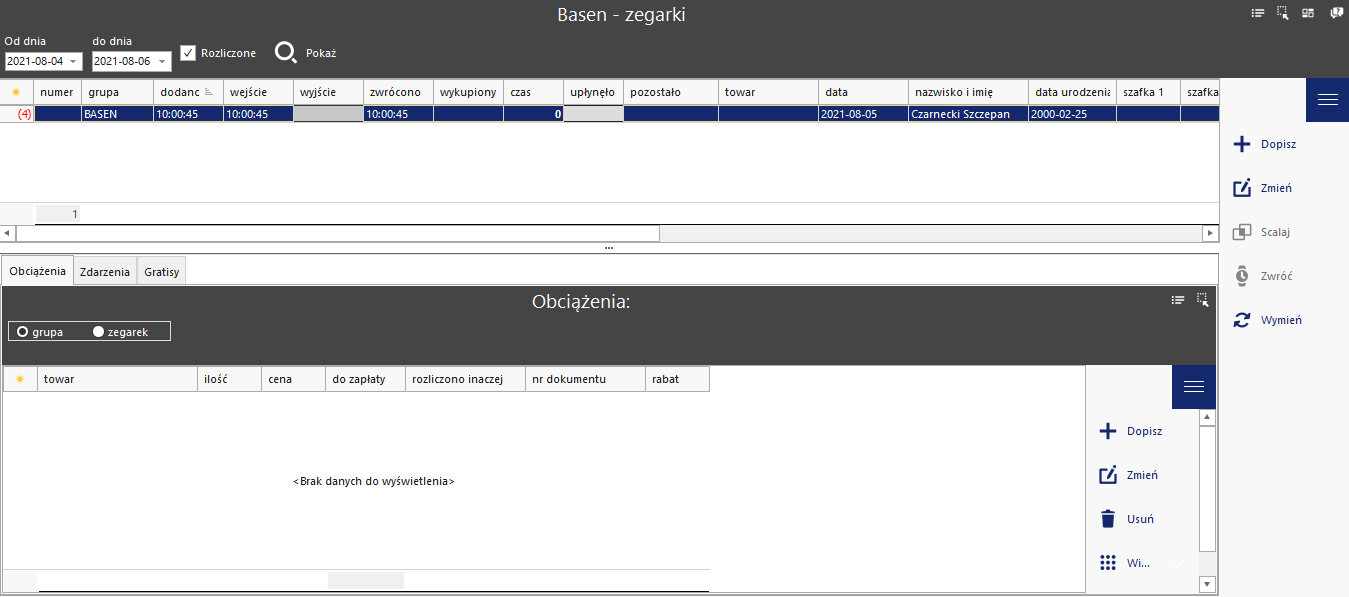 Basen - zegarki
Od dnia do dnia
2021-08-04 2021-08-06 Rozliczone Pokaż
numer grupa dodanc wejście wyjście zwrócono wykupiony czas upłynęło pozostało towar data nazwisko i imię data urodzenia szafka 1 szafka
(4) BASEN 10:00:45 10:00:45 10:00:45 0 2021-08-05 Czarnecki Szczepan 2000-02-25
1
Dopisz
Zmień
Scalaj
Zwróć
Wymień
Obciążenia Zdarzenia Gratisy
Obciążenia:
grupa zegarek
towar ilość cena do zapłaty rozliczono inaczej nr dokumentu rabat
<Brak danych do wyświetlenia>
Dopisz
Zmień
Usuń
Wi...